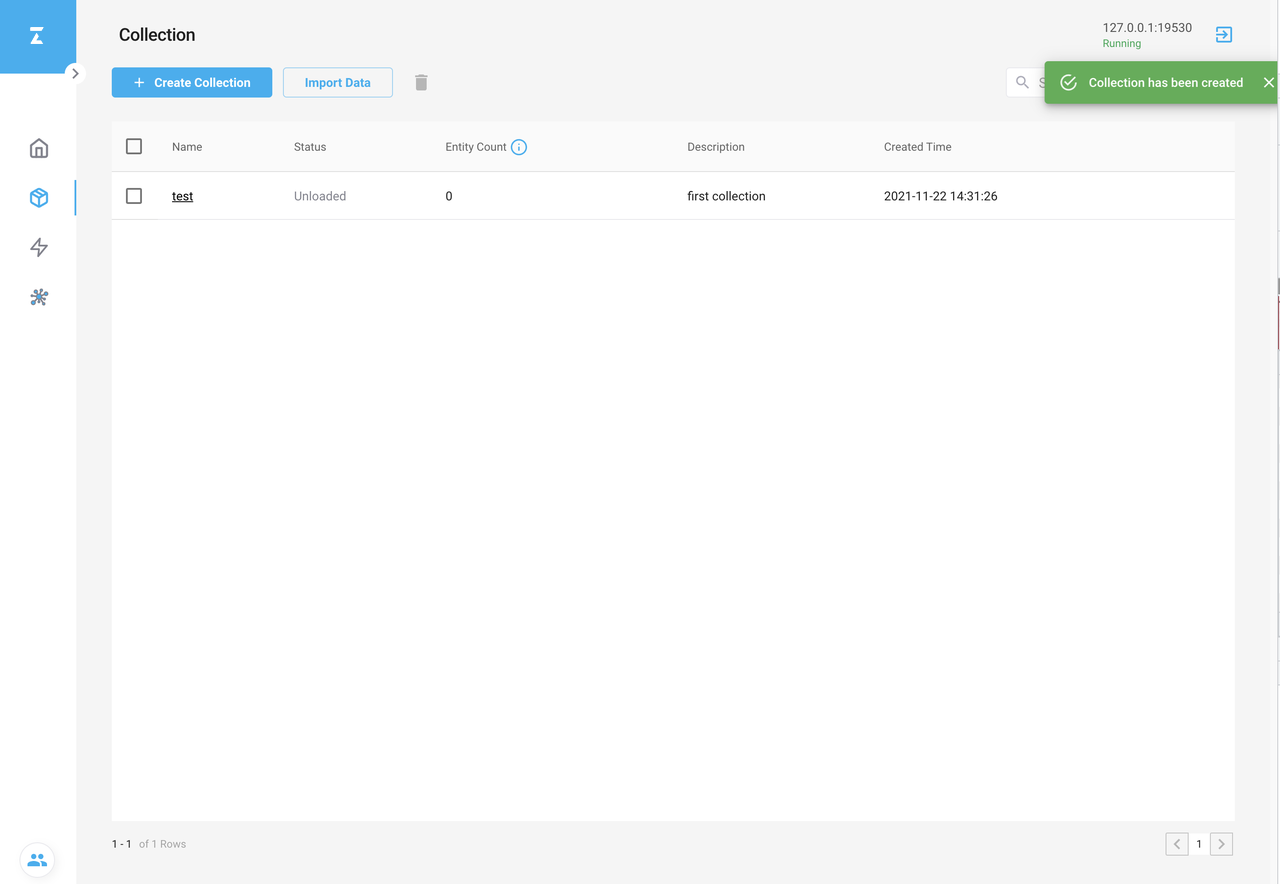 Collection
127.0.0.1:19530
Running
+ Create Collection
Import Data
Collection has been created
Name Status Entity Count Description Created Time
test Unloaded 0 first collection 2021-11-22 14:31:26
1 - 1 of 1 Rows
1